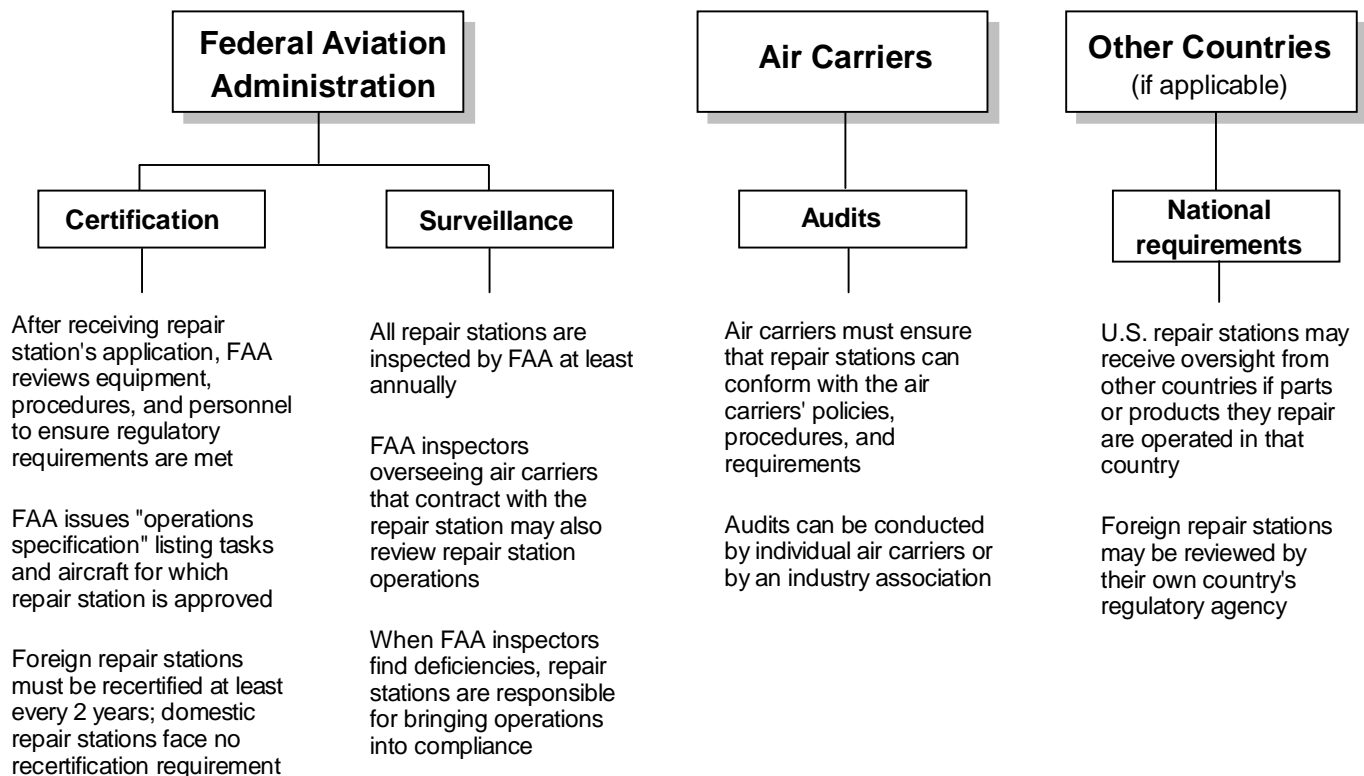 Federal Aviation
Administration
Air Carriers
Other Countries
(if applicable)
Certification
Surveillance
Audits
National
requirements
After receiving repair
station's application, FAA
reviews equipment,
procedures, and personnel
to ensure regulatory
requirements are met
FAA issues "operations
specification" listing tasks
and aircraft for which
repair station is approved
Foreign repair stations
must be recertified at least
every 2 years; domestic
repair stations face no
recertification requirement
All repair stations are
inspected by FAA at least
annually
FAA inspectors
overseeing air carriers
that contract with the
repair station may also
review repair station
operations
When FAA inspectors
find deficiencies, repair
stations are responsible
for bringing operations
into compliance
Air carriers must ensure
that repair stations can
conform with the air
carriers' policies,
procedures, and
requirements
Audits can be conducted
by individual air carriers or
by an industry association
U.S. repair stations may
receive oversight from
other countries if parts
or products they repair
are operated in that
country
Foreign repair stations
may be reviewed by
their own country's
regulatory agency